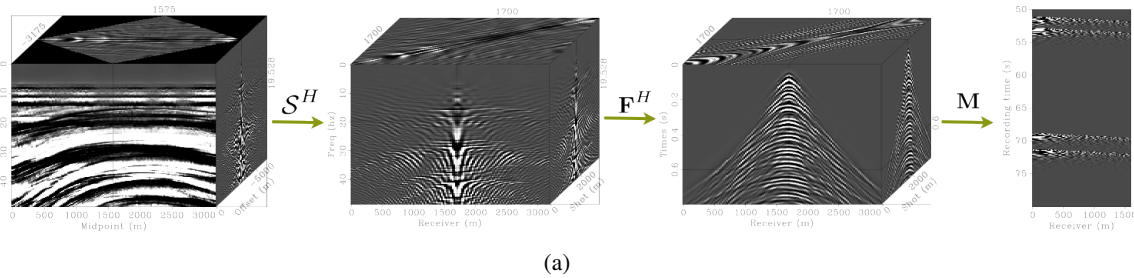 1575
-3175
19.528
0
10
20
30
40
0 500 1000 1500 2000 2500 3000
Midpoint (m)
0
-5000
Offset (m)
𝒮^H
1700
1700
19.528
0
10
20
30
40
Freq (hz)
0 500 1000 1500 2000 2500 3000
Receiver (m)
0
2000
Shot (m)
F^H
1700
1700
0.6
0
0.2
0.4
0.6
Times (s)
0 500 1000 1500 2000 2500 3000
Receiver (m)
0
2000
Shot (m)
M
50
55
60
65
70
75
Recording time (s)
0 500 1000 1500
Receiver (m)
(a)